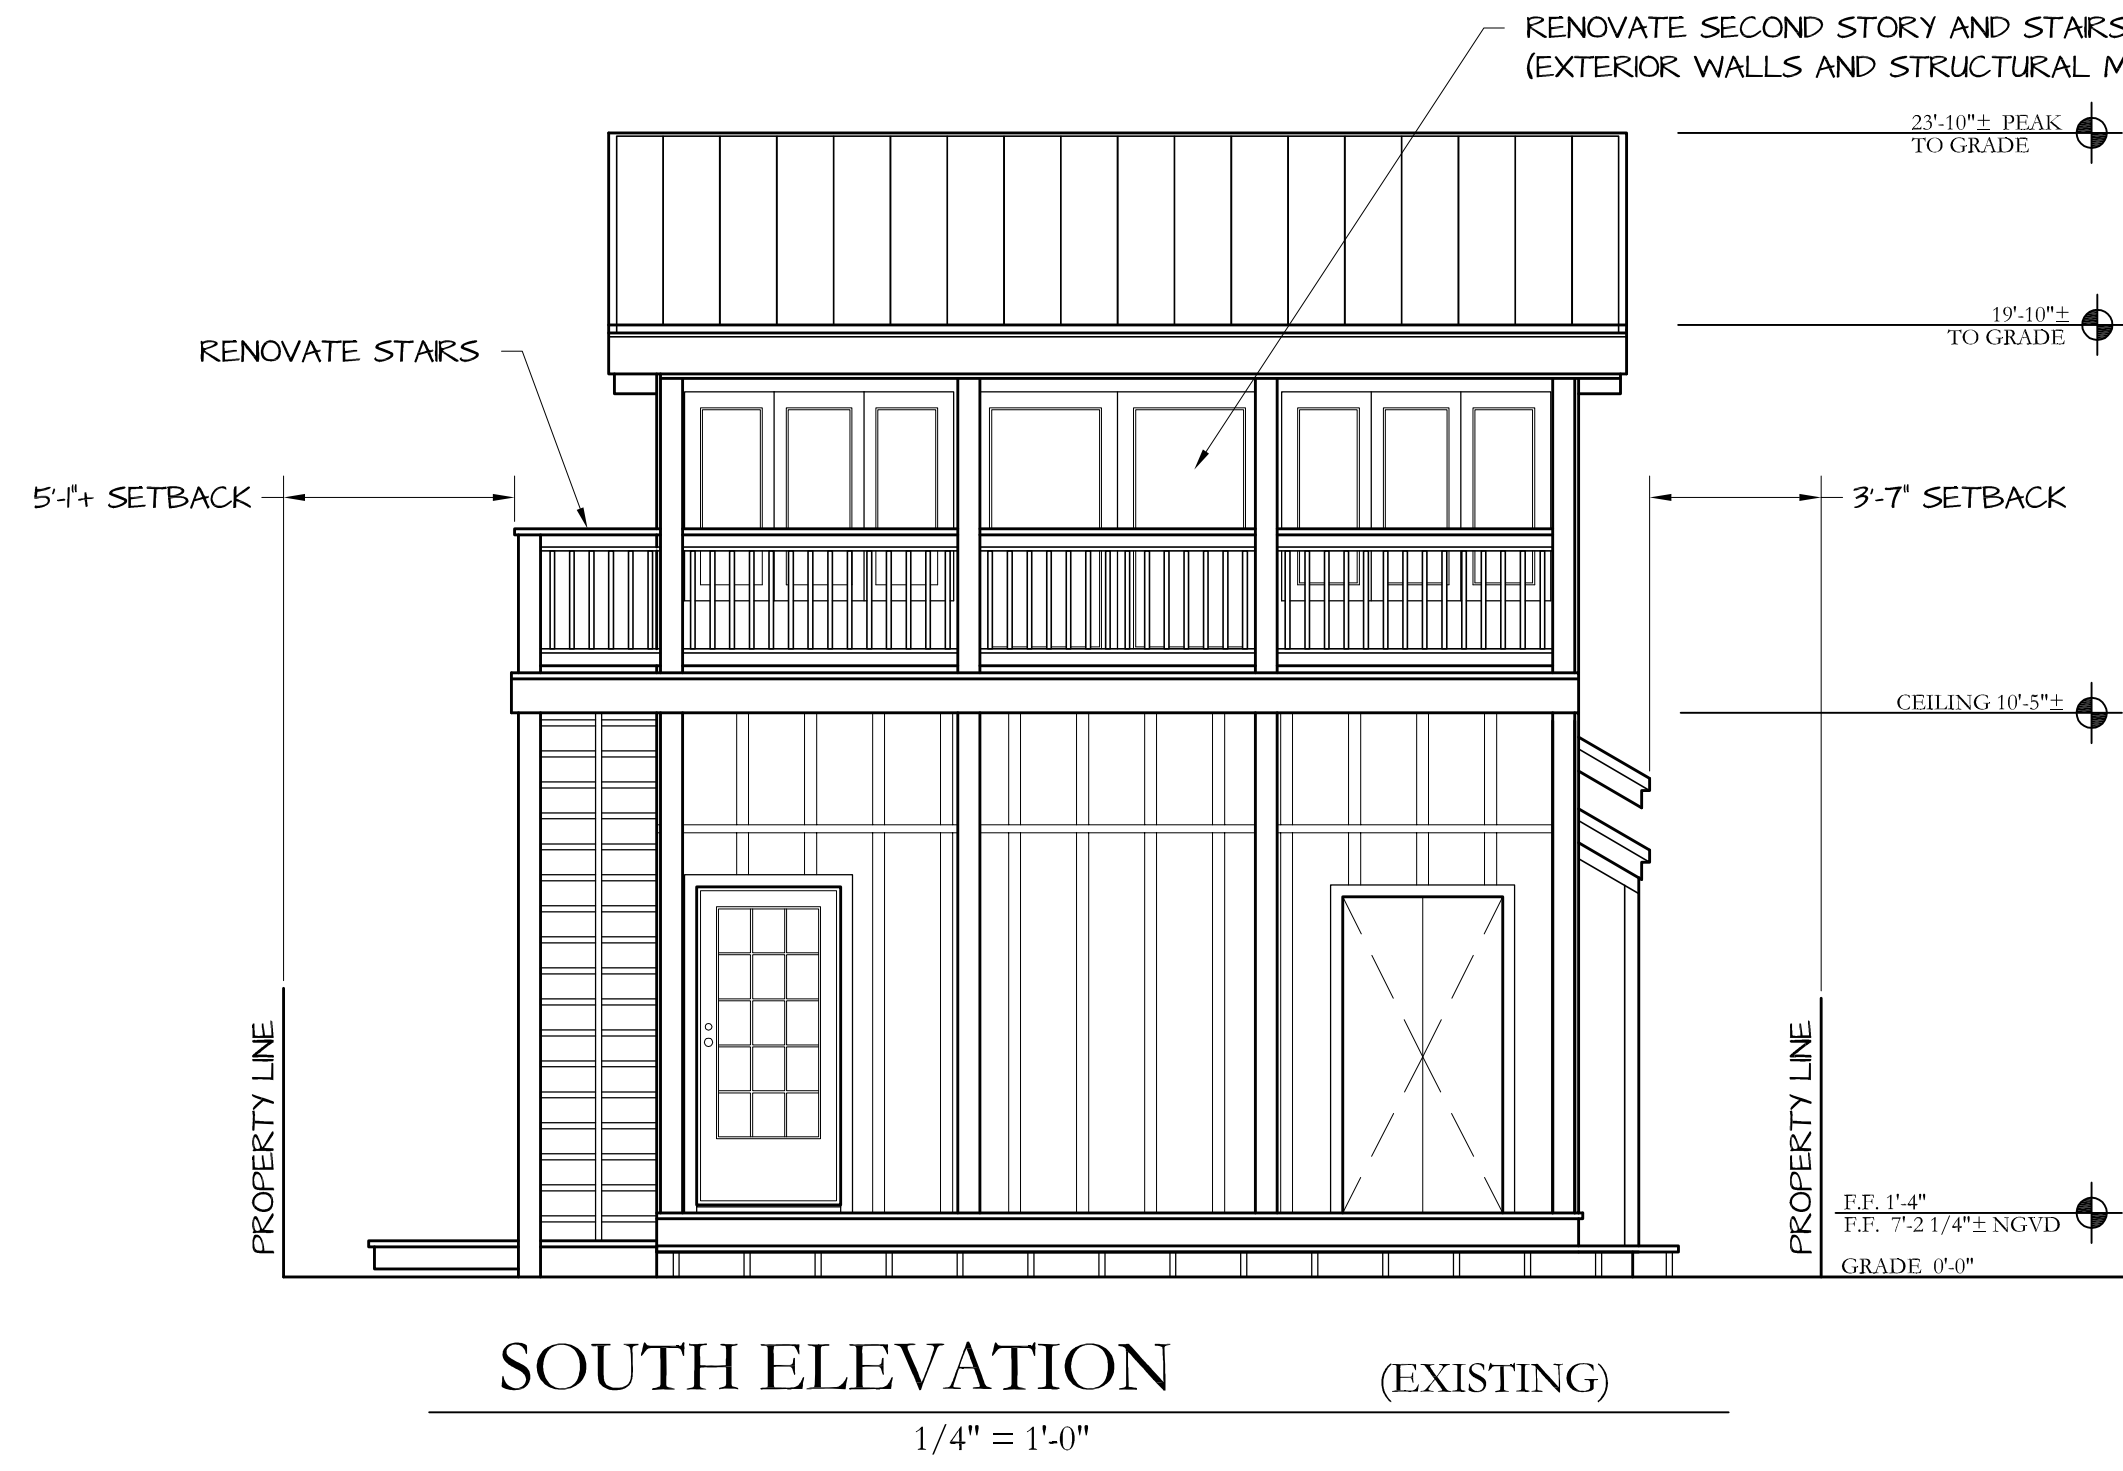 RENOVATE SECOND STORY AND STAIRS
(EXTERIOR WALLS AND STRUCTURAL M
23'-10"± PEAK
TO GRADE
19'-10"±
TO GRADE
RENOVATE STAIRS
5'-1"+ SETBACK
3'-7" SETBACK
CEILING 10'-5"±
PROPERTY LINE
PROPERTY LINE
F.F. 1'-4"
F.F. 7'-2 1/4"± NGVD
GRADE 0'-0"
SOUTH ELEVATION
(EXISTING)
1/4" = 1'-0"